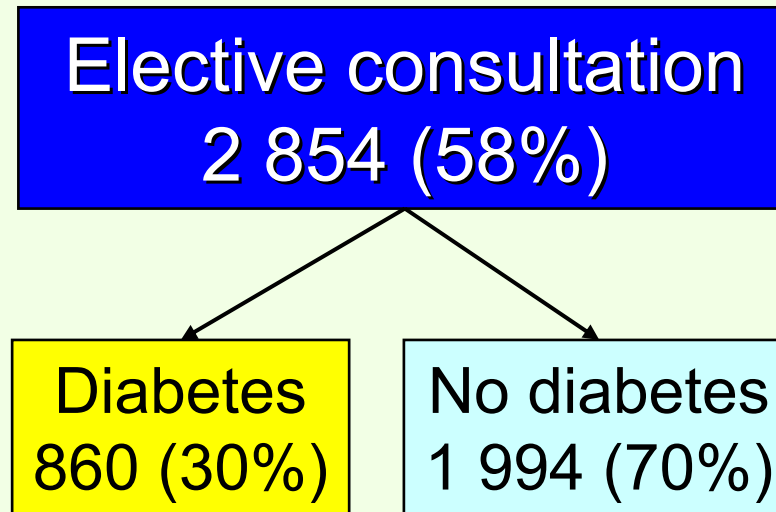 Elective consultation
2 854 (58%)
Diabetes
860 (30%)
No diabetes
1 994 (70%)